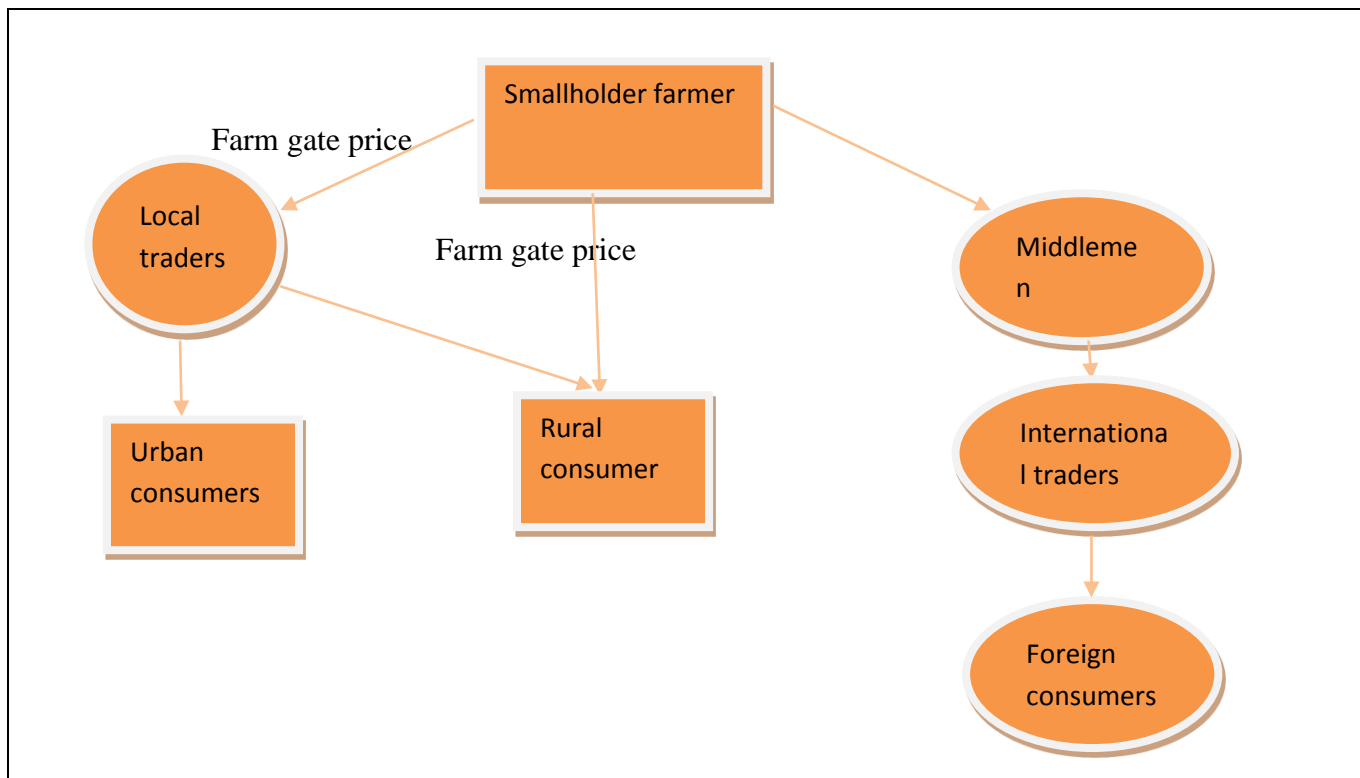 Smallholder farmer
Farm gate price
Local
traders
Farm gate price
Middleme
n
Urban
consumers
Rural
consumer
Internationa
l traders
Foreign
consumers